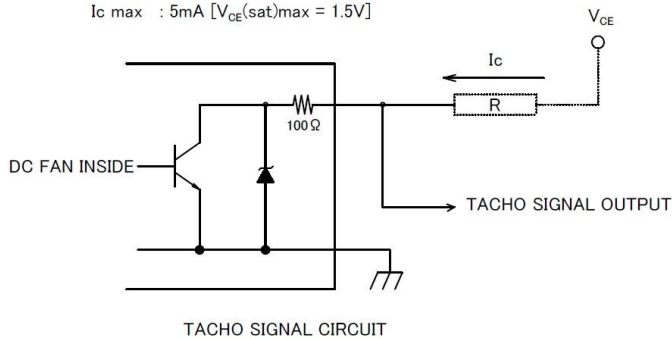 Ic max : 5mA [VCE(sat)max = 1.5V]
VCE
Ic
R
100Ω
DC FAN INSIDE
TACHO SIGNAL OUTPUT
TACHO SIGNAL CIRCUIT